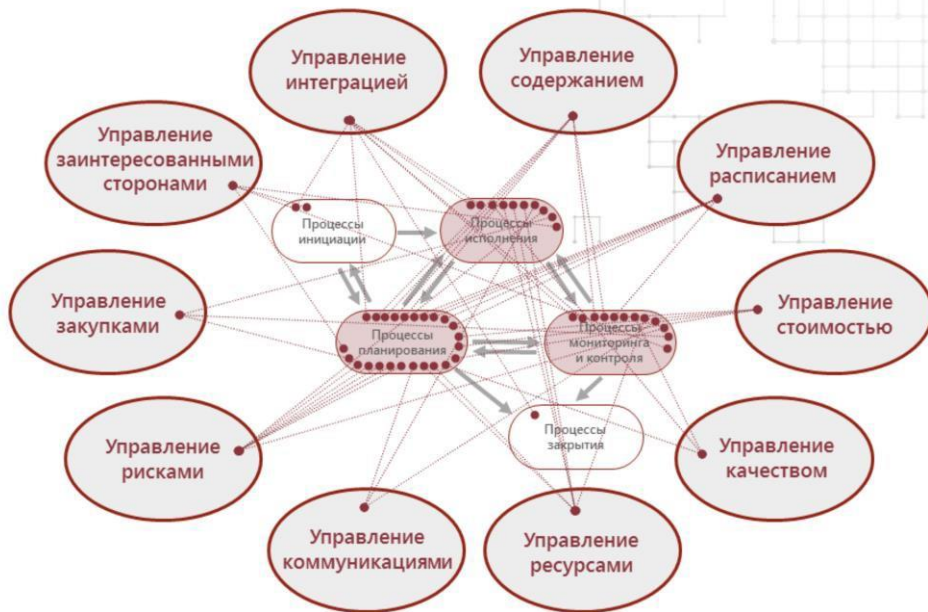 Управление
интеграцией
Управление
содержанием
Управление
заинтересованными
сторонами
Управление
расписанием
Процессы
инициации
Процессы
исполнения
Управление
закупками
Процессы
планирования
Процессы
мониторинга
и контроля
Управление
стоимостью
Управление
рисками
Процессы
закрытия
Управление
качеством
Управление
коммуникациями
Управление
ресурсами